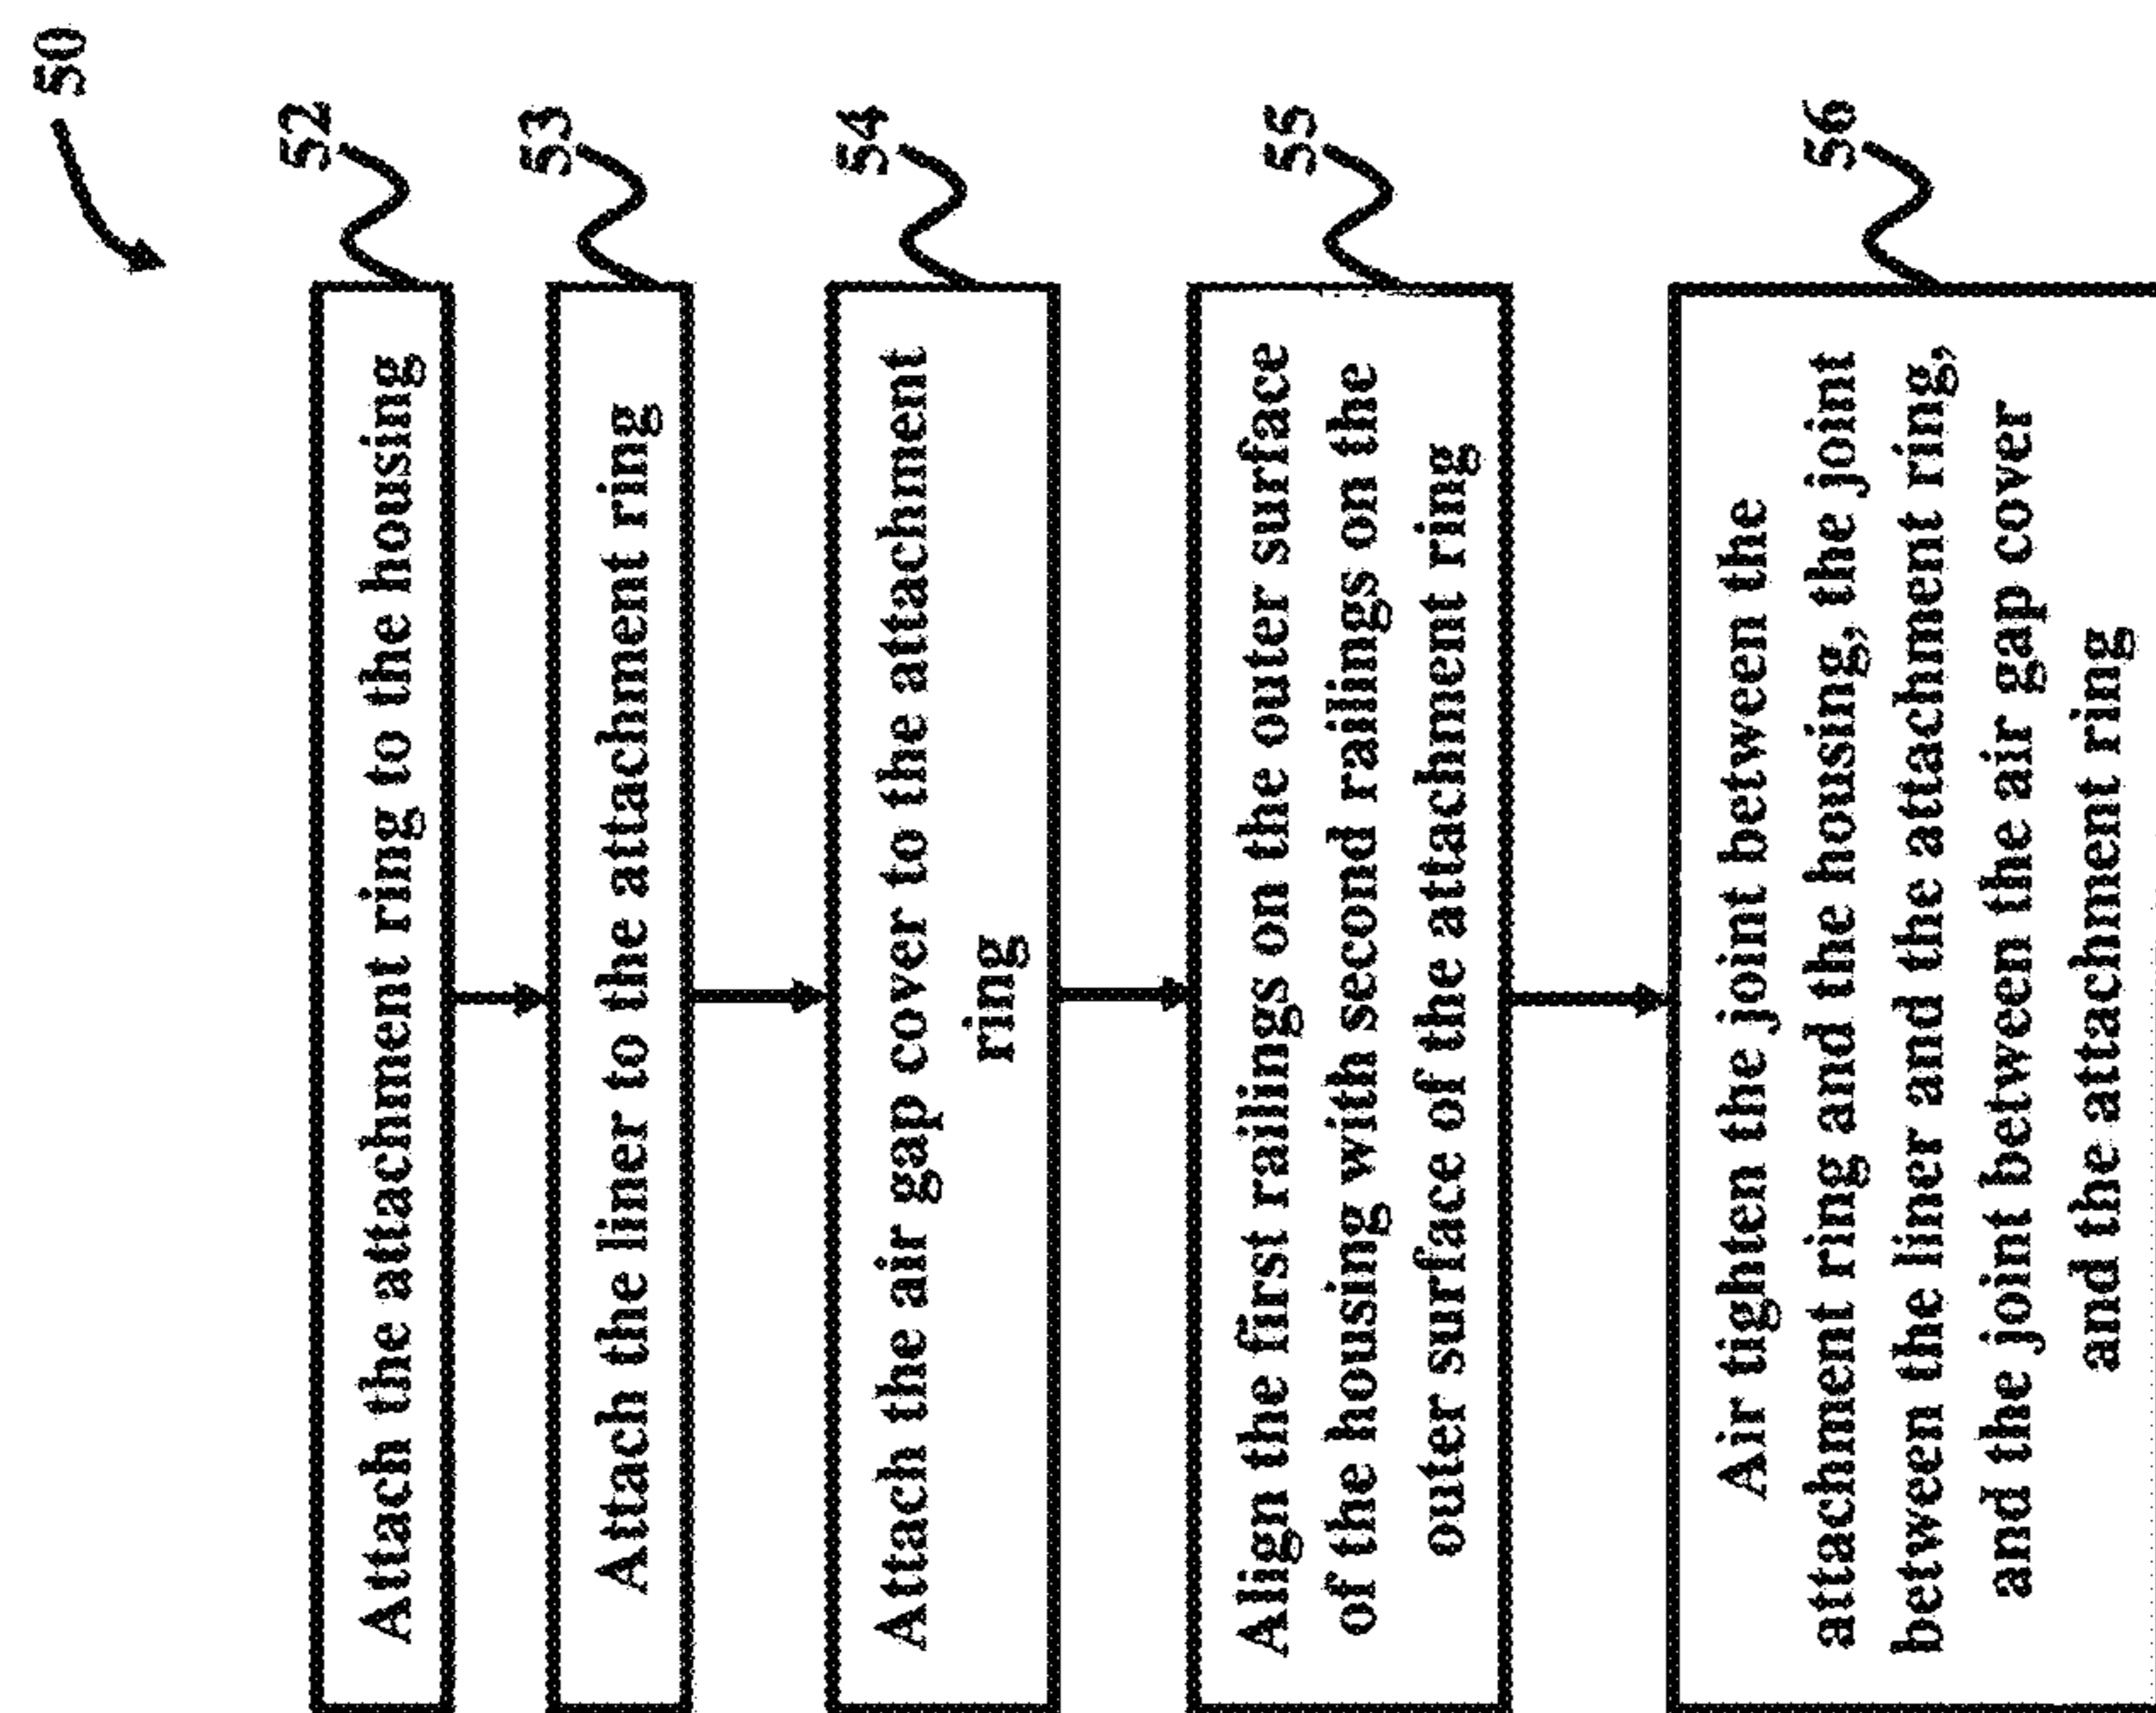 50
52
Attach the attachment ring to the housing
53
Attach the liner to the attachment ring
54
Attach the air gap cover to the attachment
ring
55
Align the first railings on the outer surface
of the housing with second railings on the
outer surface of the attachment ring
56
Air tighten the joint between the
attachment ring and the housing, the joint
between the liner and the attachment ring,
and the joint between the air gap cover
and the attachment ring